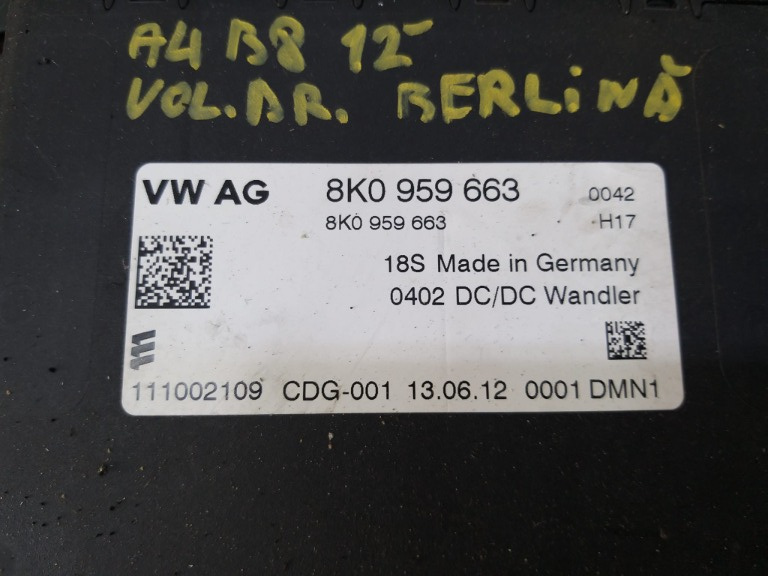 A4 B8 12
VOL. DR. BERLINĂ
VW AG 8K0 959 663 0042
8K0 959 663 H17
18S Made in Germany
0402 DC/DC Wandler
111002109 CDG-001 13.06.12 0001 DMN1